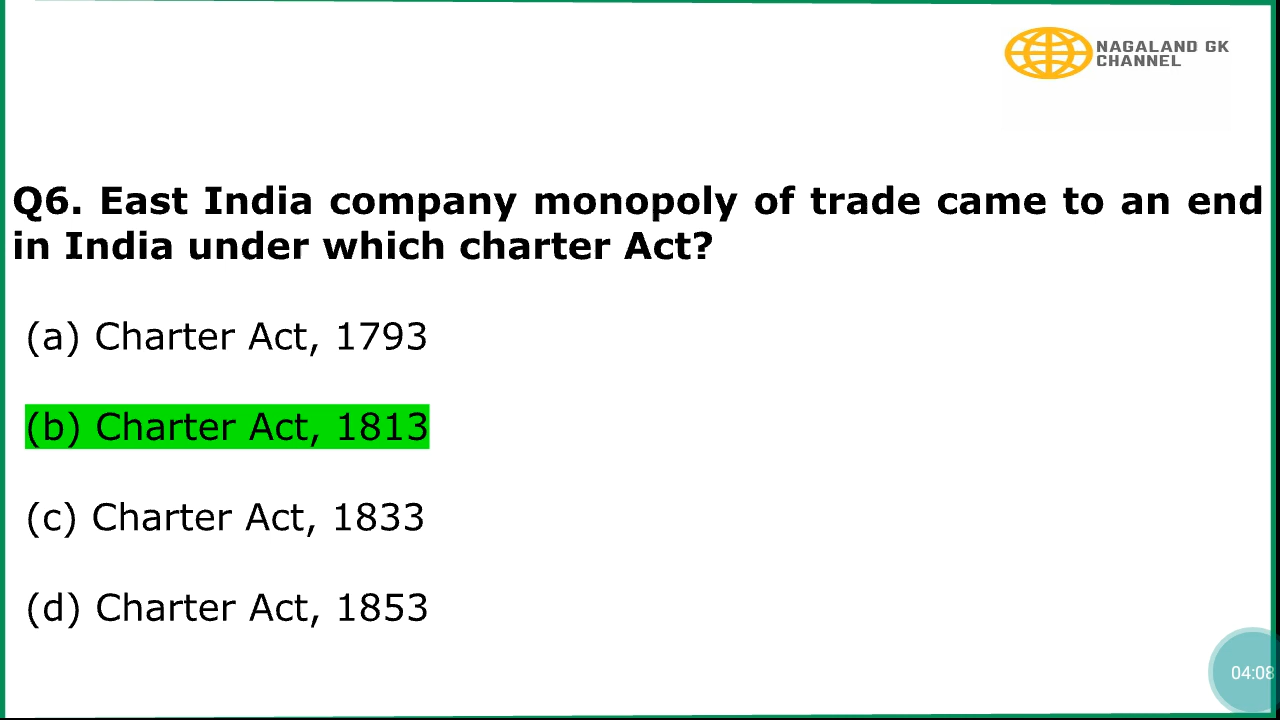 NAGALAND GK
CHANNEL
Q6. East India company monopoly of trade came to an end
in India under which charter Act?
(a) Charter Act, 1793
(b) Charter Act, 1813
(c) Charter Act, 1833
(d) Charter Act, 1853
04:08